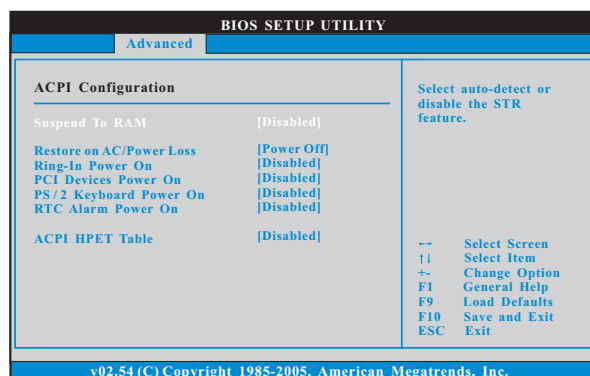 BIOS SETUP UTILITY
Advanced
ACPI Configuration
Suspend To RAM [Disabled]
Restore on AC/Power Loss [Power Off]
Ring-In Power On [Disabled]
PCI Devices Power On [Disabled]
PS/2 Keyboard Power On [Disabled]
RTC Alarm Power On [Disabled]
ACPI HPET Table [Disabled]
Select auto-detect or
disable the STR
feature.
←→ Select Screen
↑↓ Select Item
+- Change Option
F1 General Help
F9 Load Defaults
F10 Save and Exit
ESC Exit
v02.54 (C) Copyright 1985-2005, American Megatrends, Inc.